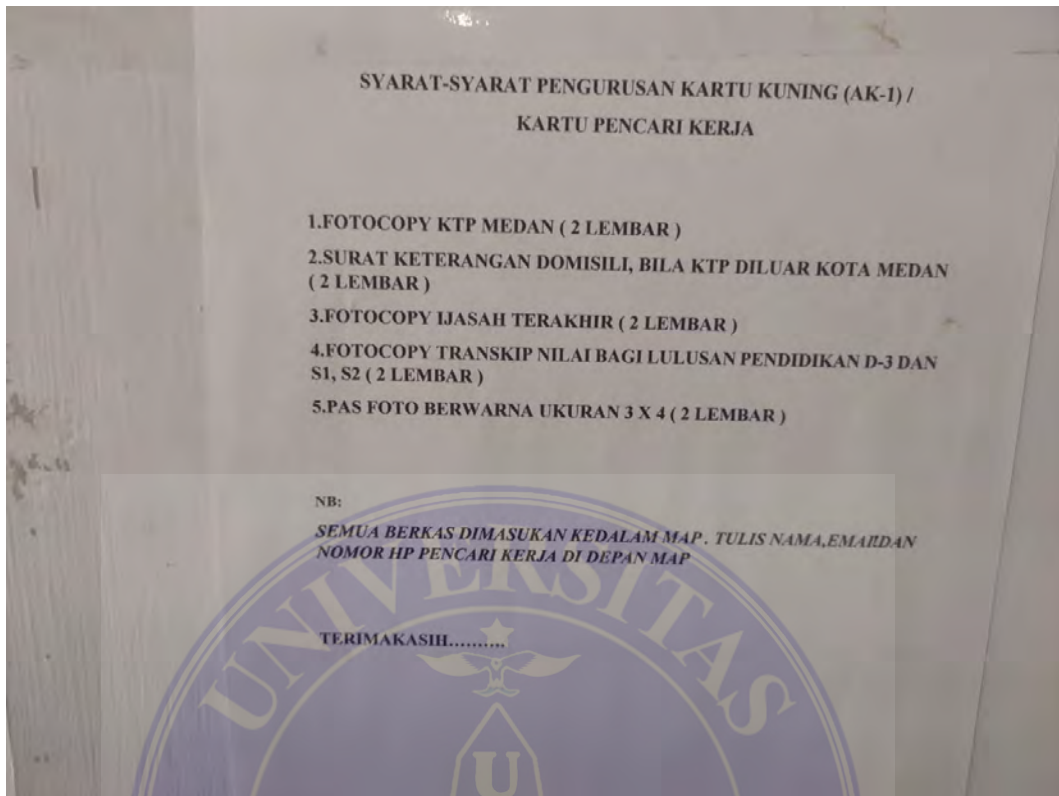 SYARAT-SYARAT PENGURUSAN KARTU KUNING (AK-1) /
KARTU PENCARI KERJA
1.FOTOCOPY KTP MEDAN ( 2 LEMBAR )
2.SURAT KETERANGAN DOMISILI, BILA KTP DILUAR KOTA MEDAN
( 2 LEMBAR )
3.FOTOCOPY IJASAH TERAKHIR ( 2 LEMBAR )
4.FOTOCOPY TRANSKIP NILAI BAGI LULUSAN PENDIDIKAN D-3 DAN
S1, S2 ( 2 LEMBAR )
5.PAS FOTO BERWARNA UKURAN 3 X 4 ( 2 LEMBAR )
NB:
SEMUA BERKAS DIMASUKAN KEDALAM MAP. TULIS NAMA,EMAIL DAN
NOMOR HP PENCARI KERJA DI DEPAN MAP
TERIMAKASIH..........
UNIVERSITAS
U